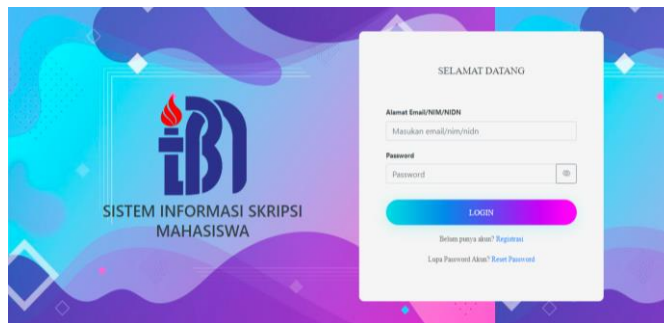 SISTEM INFORMASI SKRIPSI
MAHASISWA
SELAMAT DATANG
Alamat Email/NIM/NIDN
Masukan email/nim/nidn
Password
Password
LOGIN
Belum punya akun? Registrasi
Lupa Password Akun? Reset Password